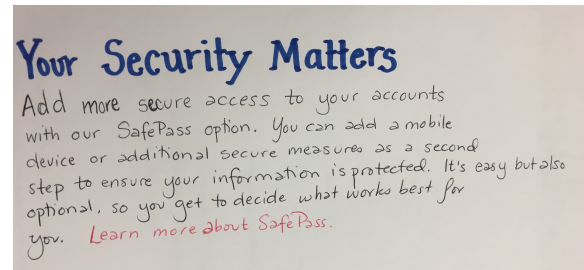 Your Security Matters
Add more secure access to your accounts
with our SafePass option. You can add a mobile
device or additional secure measures as a second
step to ensure your information is protected. It's easy but also
optional, so you get to decide what works best for
you. Learn more about SafePass.